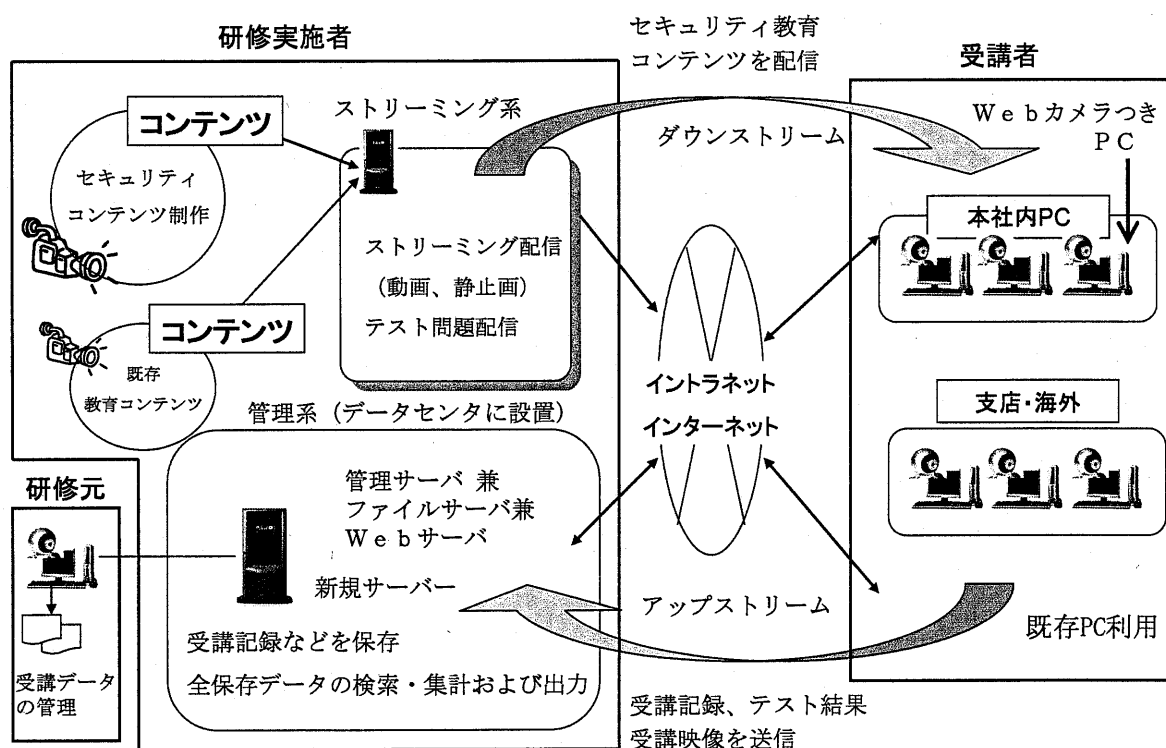 研修実施者
コンテンツ
セキュリティ
コンテンツ制作
コンテンツ
既存
教育コンテンツ
ストリーミング系
ストリーミング配信
(動画、静止画)
テスト問題配信
管理系（データセンタに設置）
管理サーバ 兼
ファイルサーバ兼
Ｗｅｂサーバ
新規サーバー
受講記録などを保存
全保存データの検索・集計および出力
研修元
受講データ
の管理
セキュリティ教育
コンテンツを配信
ダウンストリーム
イントラネット
インターネット
アップストリーム
受講記録、テスト結果
受講映像を送信
受講者
Ｗｅｂカメラつき
ＰＣ
本社内PC
支店・海外
既存PC利用